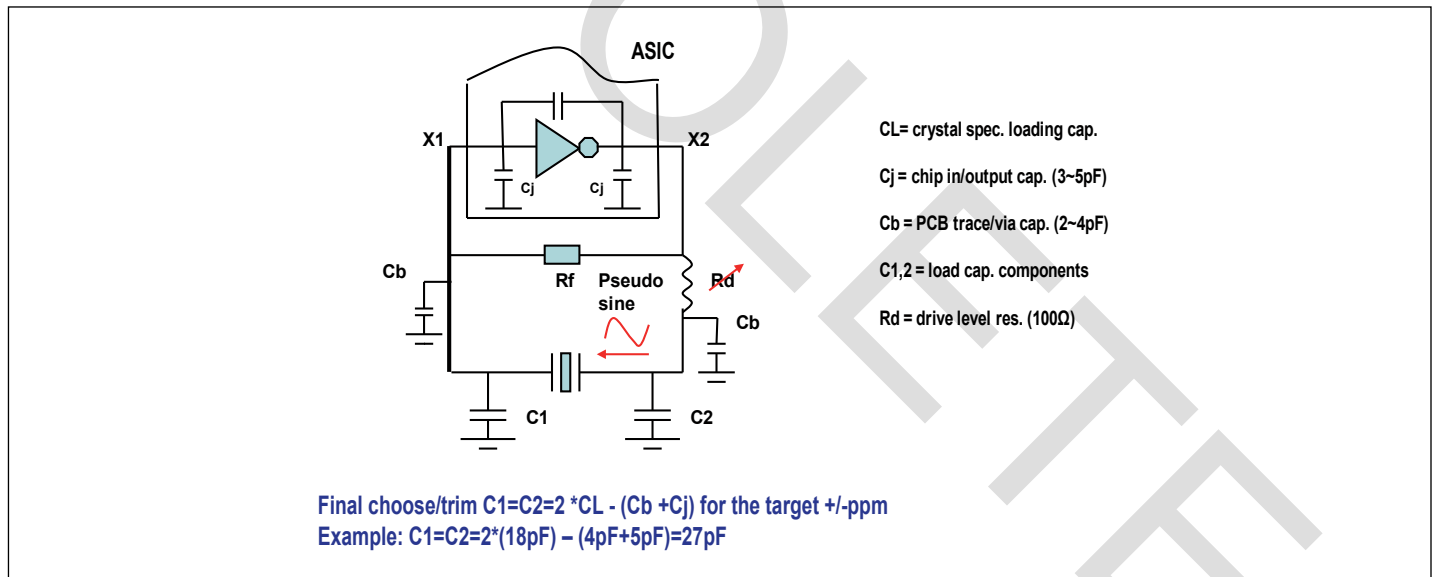 ASIC
X1
X2
Cj
Cj
CL= crystal spec. loading cap.
Cj = chip in/output cap. (3~5pF)
Cb = PCB trace/via cap. (2~4pF)
C1,2 = load cap. components
Rd = drive level res. (100Ω)
Cb
Rf
Pseudo
sine
Rd
Cb
C1
C2
Final choose/trim C1=C2=2 *CL - (Cb +Cj) for the target +/-ppm
Example: C1=C2=2*(18pF) – (4pF+5pF)=27pF
OLETE